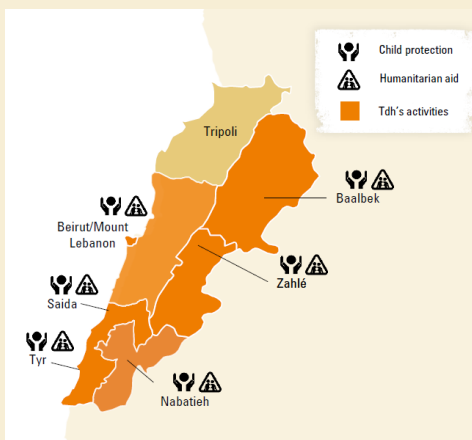 Child protection
Humanitarian aid
Tdh's activities
Tripoli
Baalbek
Beirut/Mount
Lebanon
Zahlé
Saida
Tyr
Nabatieh